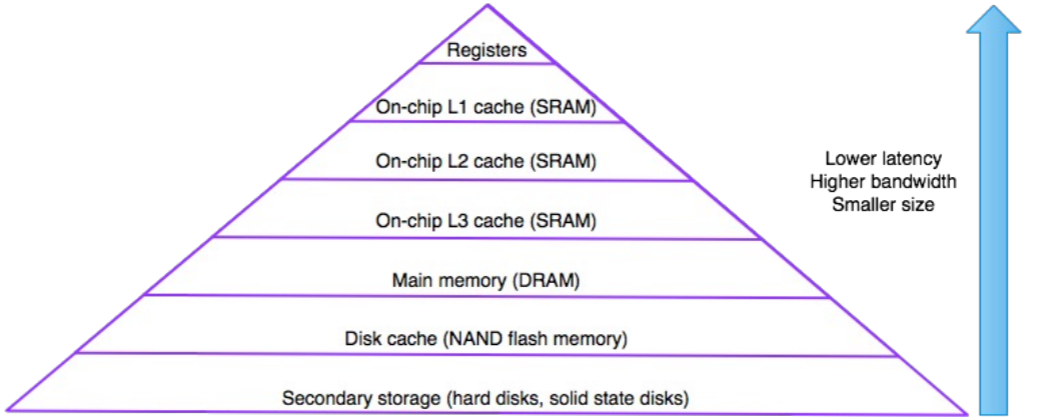 Registers
On-chip L1 cache (SRAM)
On-chip L2 cache (SRAM)
On-chip L3 cache (SRAM)
Main memory (DRAM)
Disk cache (NAND flash memory)
Secondary storage (hard disks, solid state disks)
Lower latency
Higher bandwidth
Smaller size